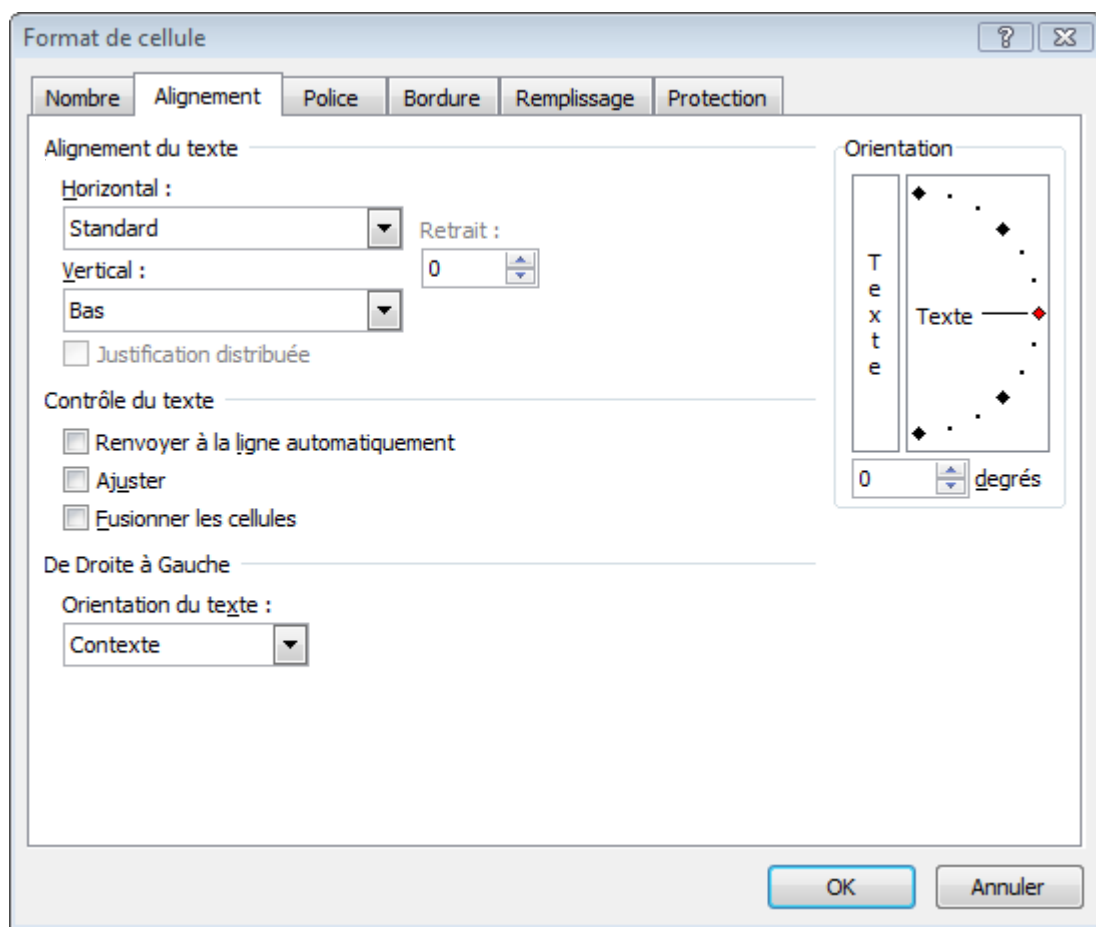 Format de cellule
Nombre Alignement Police Bordure Remplissage Protection
Alignement du texte
Horizontal :
Standard
Retrait :
0
Vertical :
Bas
Justification distribuée
Contrôle du texte
Renvoyer à la ligne automatiquement
Ajuster
Fusionner les cellules
De Droite à Gauche
Orientation du texte :
Contexte
Orientation
Texte
Texte
0 degrés
OK Annuler